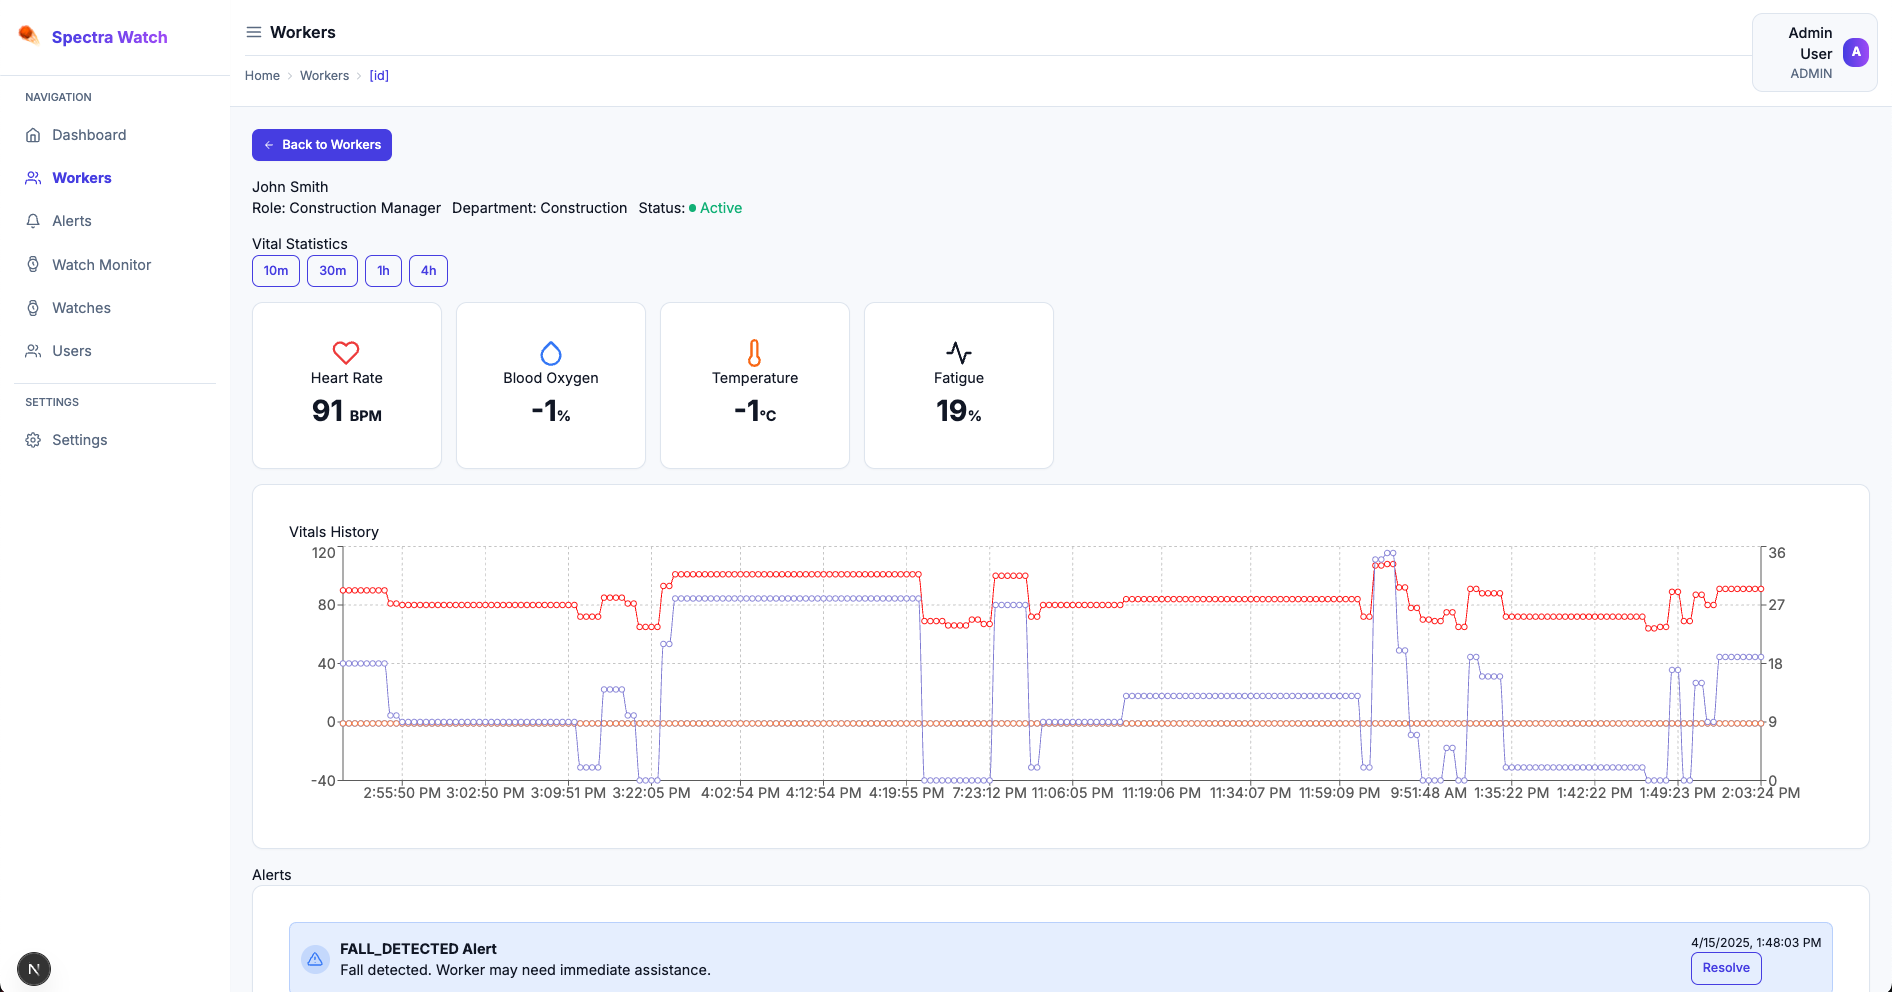 Spectra Watch
NAVIGATION
Dashboard
Workers
Alerts
Watch Monitor
Watches
Users
SETTINGS
Settings
N
Workers
Home > Workers > [id]
Admin User
ADMIN
A
← Back to Workers
John Smith
Role: Construction Manager Department: Construction Status: Active
Vital Statistics
10m 30m 1h 4h
Heart Rate
91 BPM
Blood Oxygen
-1%
Temperature
-1°C
Fatigue
19%
Vitals History
120
80
40
0
-40
36
27
18
9
0
2:55:50 PM 3:02:50 PM 3:09:51 PM 3:22:05 PM 4:02:54 PM 4:12:54 PM 4:19:55 PM 7:23:12 PM 11:06:05 PM 11:19:06 PM 11:34:07 PM 11:59:09 PM 9:51:48 AM 1:35:22 PM 1:42:22 PM 1:49:23 PM 2:03:24 PM
Alerts
FALL_DETECTED Alert
Fall detected. Worker may need immediate assistance.
4/15/2025, 1:48:03 PM
Resolve